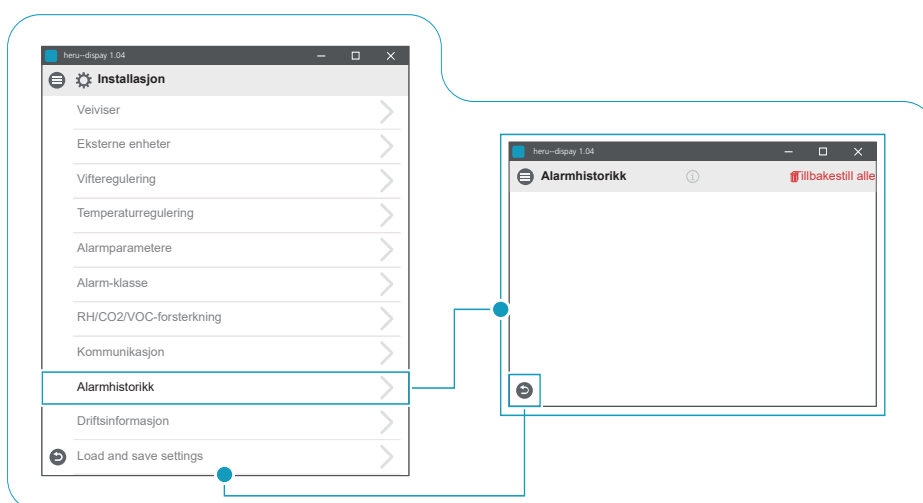 heru--dispay 1.04
Installasjon
Veiviser
Eksterne enheter
Vifteregulering
Temperaturregulering
Alarmparametere
Alarm-klasse
RH/CO2/VOC-forsterkning
Kommunikasjon
Alarmhistorikk
Driftsinformasjon
Load and save settings
heru--dispay 1.04
Alarmhistorikk
Tillbakestill alle